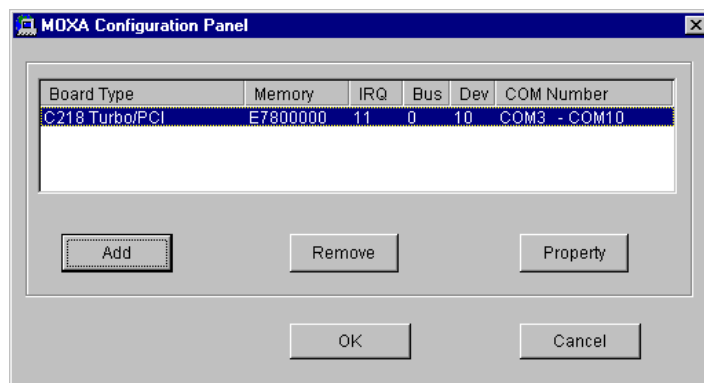 MOXA Configuration Panel
Board Type Memory IRQ Bus Dev COM Number
C218 Turbo/PCI E7800000 11 0 10 COM3 - COM10
Add Remove Property
OK Cancel